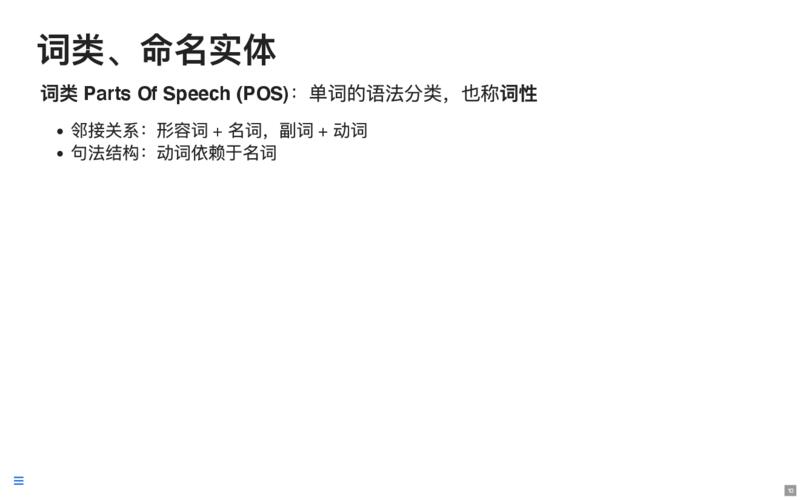 词类、命名实体
词类 Parts Of Speech (POS)：单词的语法分类，也称词性
• 邻接关系：形容词 + 名词，副词 + 动词
• 句法结构：动词依赖于名词
10